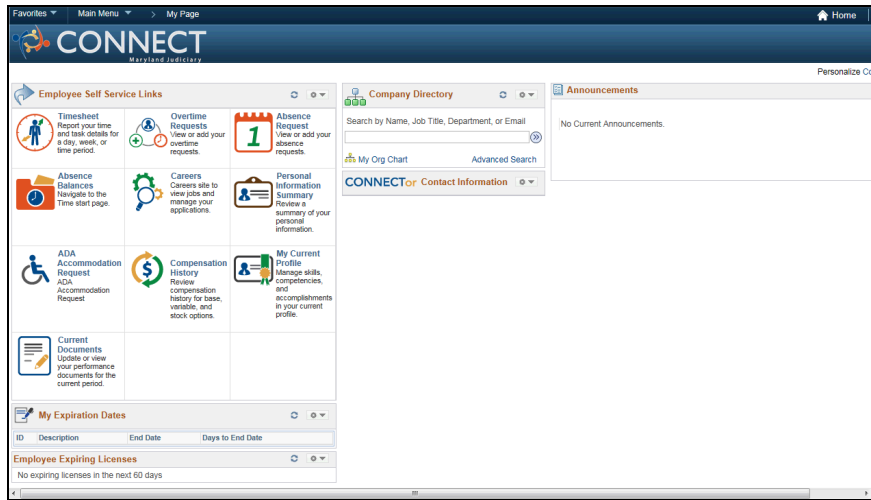 Favorites Main Menu > My Page Home
CONNECT
Maryland Judiciary
Personalize Co
Employee Self Service Links
Timesheet
Report your time
and task details for
a day, week, or
time period.
Overtime
Requests
View or add your
overtime
requests.
1
Absence
Request
View or add your
absence
requests.
Absence
Balances
Navigate to the
Time start page.
Careers
Careers site to
view jobs and
manage your
applications.
Personal
Information
Summary
Review a
summary of your
personal
information.
ADA
Accommodation
Request
ADA
Accommodation
Request
$
Compensation
History
Review
compensation
history for base,
variable, and
stock options.
My Current
Profile
Manage skills,
competencies,
and
accomplishments
in your current
profile.
Current
Documents
Update or view
your performance
documents for the
current period.
My Expiration Dates
ID Description End Date Days to End Date
Employee Expiring Licenses
No expiring licenses in the next 60 days
Company Directory
Search by Name, Job Title, Department, or Email
My Org Chart Advanced Search
CONNECTor Contact Information
Announcements
No Current Announcements.